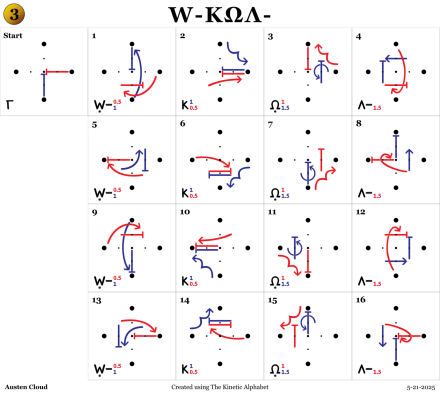 3
W-KΩΛ-
Start
Γ
1
Ẉ- 0.5 1
2
K 1 0.5
3
Ω̣ 1 1.5
4
Λ- 1.5
5
Ẉ- 0.5 1
6
K 1 0.5
7
Ω̣ 1 1.5
8
Λ- 1.5
9
Ẉ- 0.5 1
10
K 1 0.5
11
Ω̣ 1 1.5
12
Λ- 1.5
13
Ẉ- 0.5 1
14
K 1 0.5
15
Ω̣ 1 1.5
16
Λ- 1.5
Austen Cloud
Created using The Kinetic Alphabet
5-21-2025